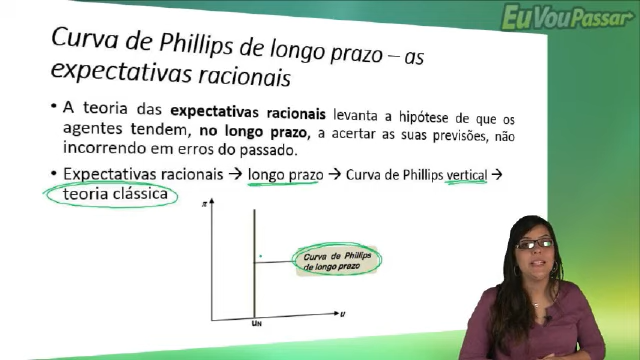 EuVouPassar
Curva de Phillips de longo prazo – as
expectativas racionais
• A teoria das expectativas racionais levanta a hipótese de que os
agentes tendem, no longo prazo, a acertar as suas previsões, não
incorrendo em erros do passado.
• Expectativas racionais → longo prazo → Curva de Phillips vertical →
teoria clássica
π
Curva de Phillips
de longo prazo
u
uN